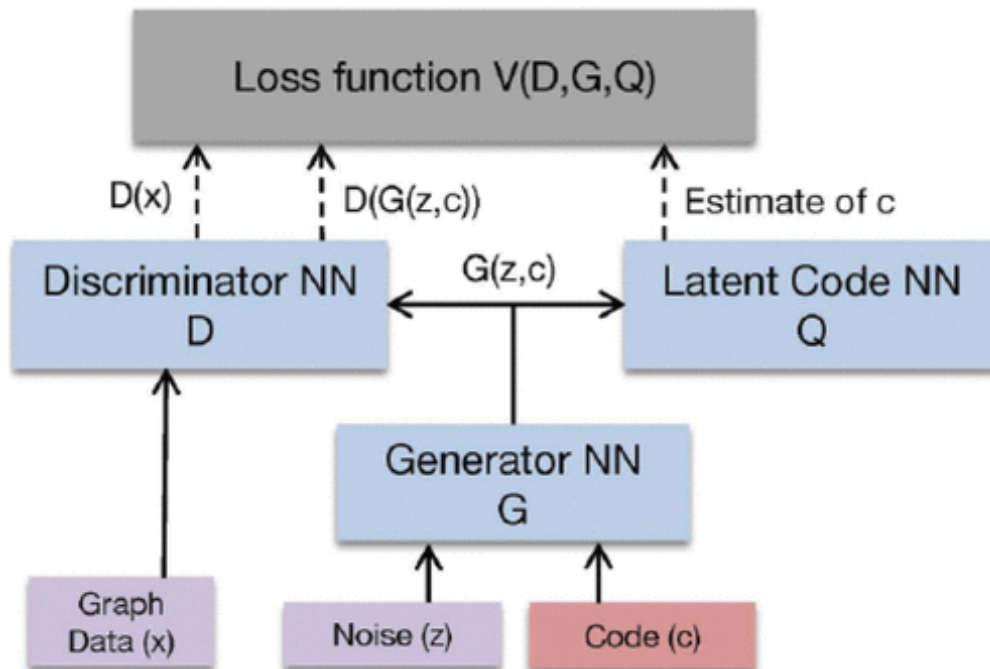 Loss function V(D,G,Q)
D(x)
D(G(z,c))
Estimate of c
Discriminator NN
D
G(z,c)
Latent Code NN
Q
Generator NN
G
Graph
Data (x)
Noise (z)
Code (c)